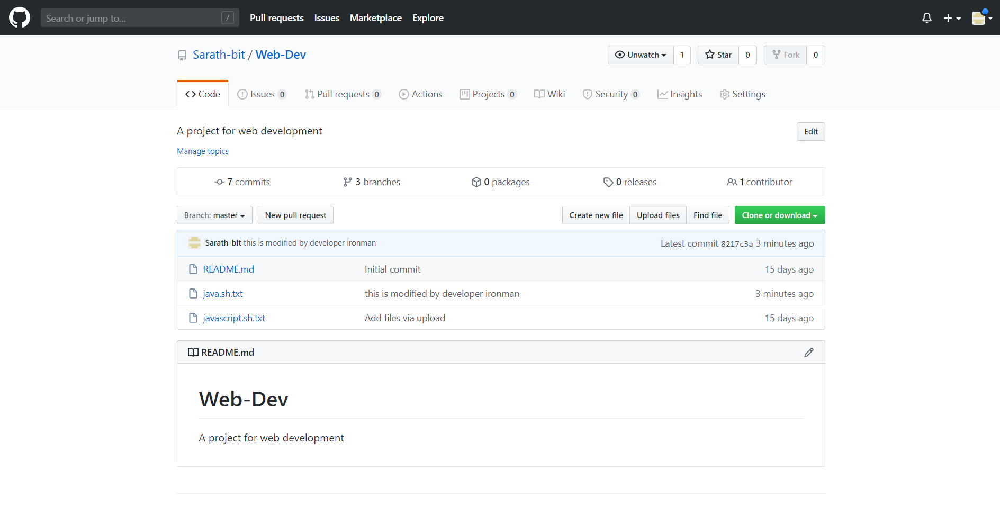 Search or jump to... /
Pull requests Issues Marketplace Explore
Sarath-bit / Web-Dev
Unwatch 1 Star 0 Fork 0
Code Issues 0 Pull requests 0 Actions Projects 0 Wiki Security 0 Insights Settings
A project for web development
Edit
Manage topics
7 commits 3 branches 0 packages 0 releases 1 contributor
Branch: master New pull request Create new file Upload files Find file Clone or download
Sarath-bit this is modified by developer ironman Latest commit 8217c3a 3 minutes ago
README.md Initial commit 15 days ago
java.sh.txt this is modified by developer ironman 3 minutes ago
javascript.sh.txt Add files via upload 15 days ago
README.md
Web-Dev
A project for web development